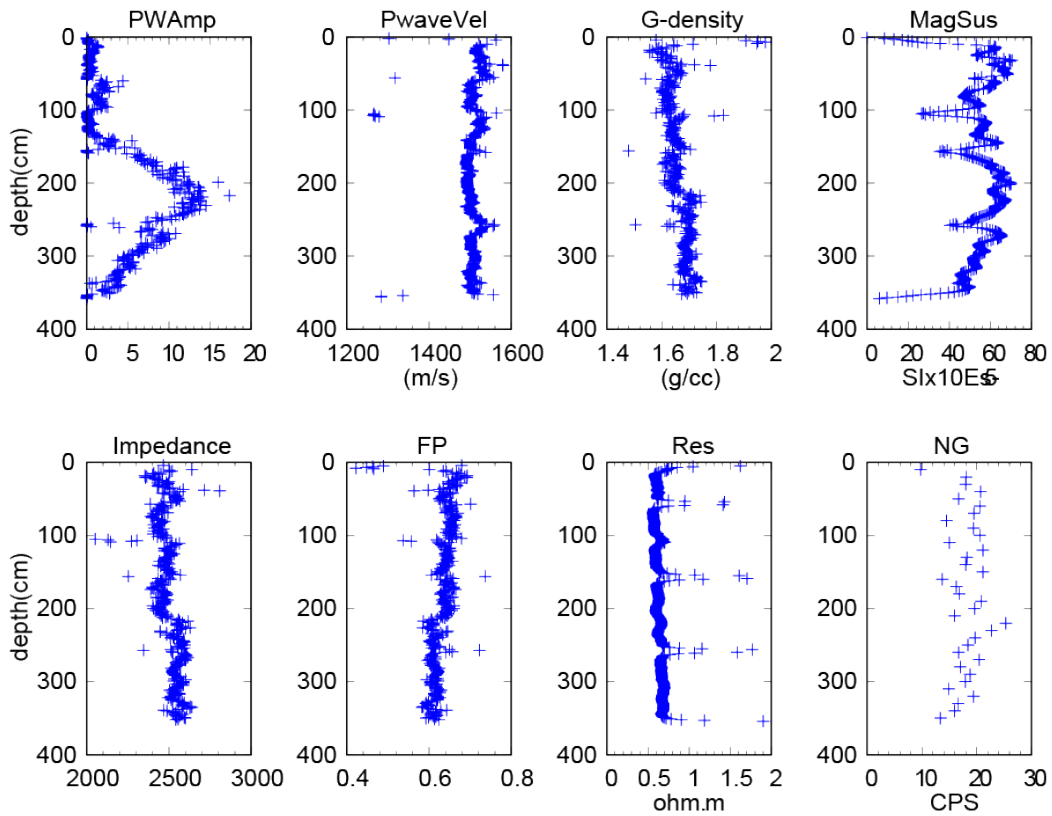 PWAmp PwaveVel G-density MagSus
0 0 0 0
100 100 100 100
200 200 200 200
300 300 300 300
400 400 400 400
depth(cm)
0 5 10 15 20 1200 1400 1600 1.4 1.6 1.8 2 0 20 40 60 80
(m/s) (g/cc) SIx10Es-5
Impedance FP Res NG
0 0 0 0
100 100 100 100
200 200 200 200
300 300 300 300
400 400 400 400
depth(cm)
2000 2500 3000 0.4 0.6 0.8 0 0.5 1 1.5 2 0 10 20 30
ohm.m CPS